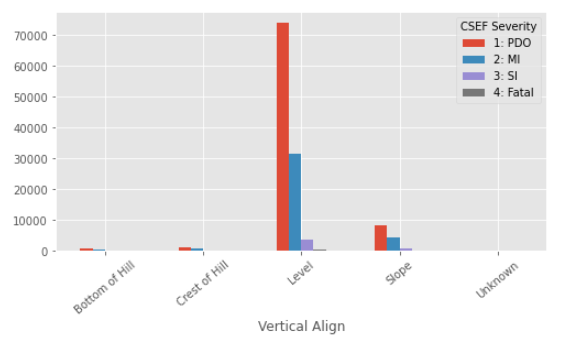 CSEF Severity
1: PDO
2: MI
3: SI
4: Fatal
70000
60000
50000
40000
30000
20000
10000
0
Bottom of Hill
Crest of Hill
Level
Slope
Unknown
Vertical Align